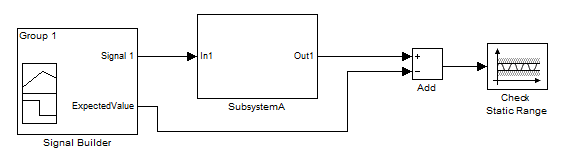 Group 1
Signal 1
ExpectedValue
Signal Builder
In1
Out1
SubsystemA
+
−
Add
Check
Static Range